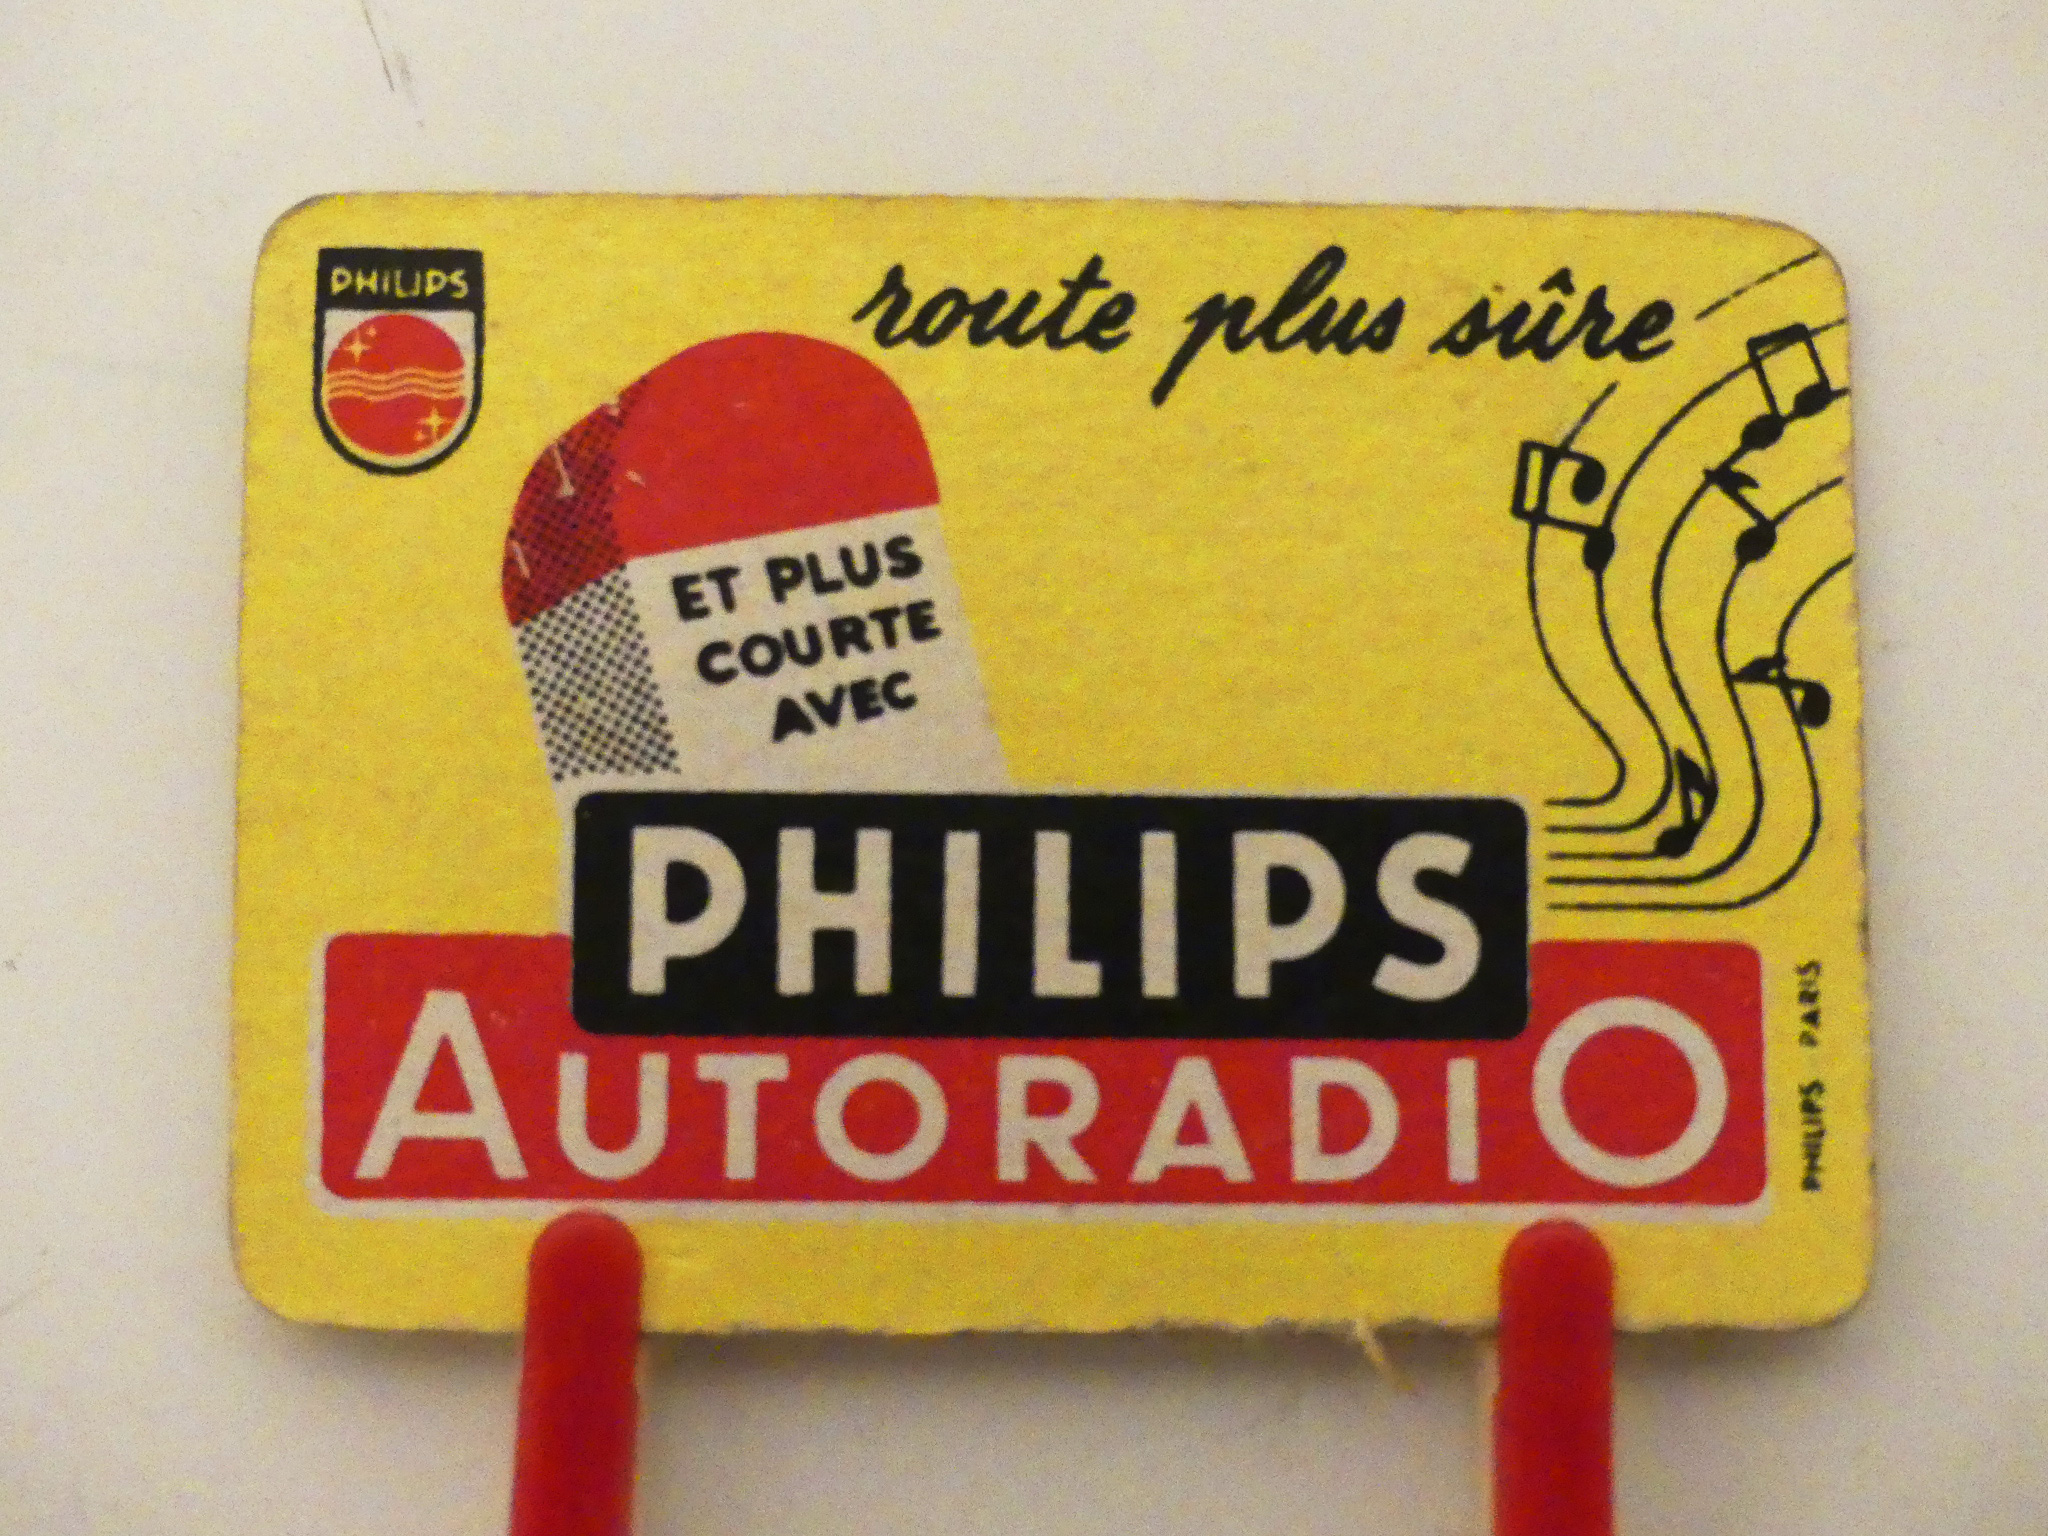 PHILIPS
route plus sûre
ET PLUS
COURTE
AVEC
PHILIPS
AUTORADIO
PHILIPS PARIS